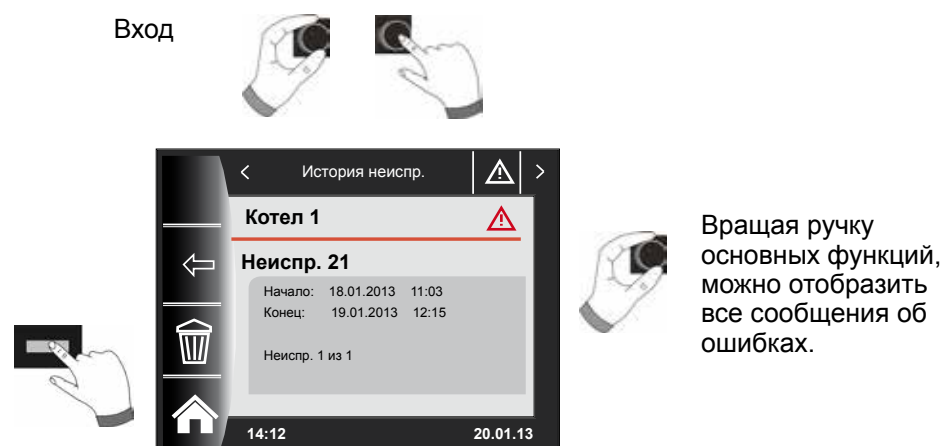 Вход
< История неиспр. >
Котел 1
Неиспр. 21
Начало: 18.01.2013 11:03
Конец: 19.01.2013 12:15
Неиспр. 1 из 1
14:12 20.01.13
Вращая ручку
основных функций,
можно отобразить
все сообщения об
ошибках.